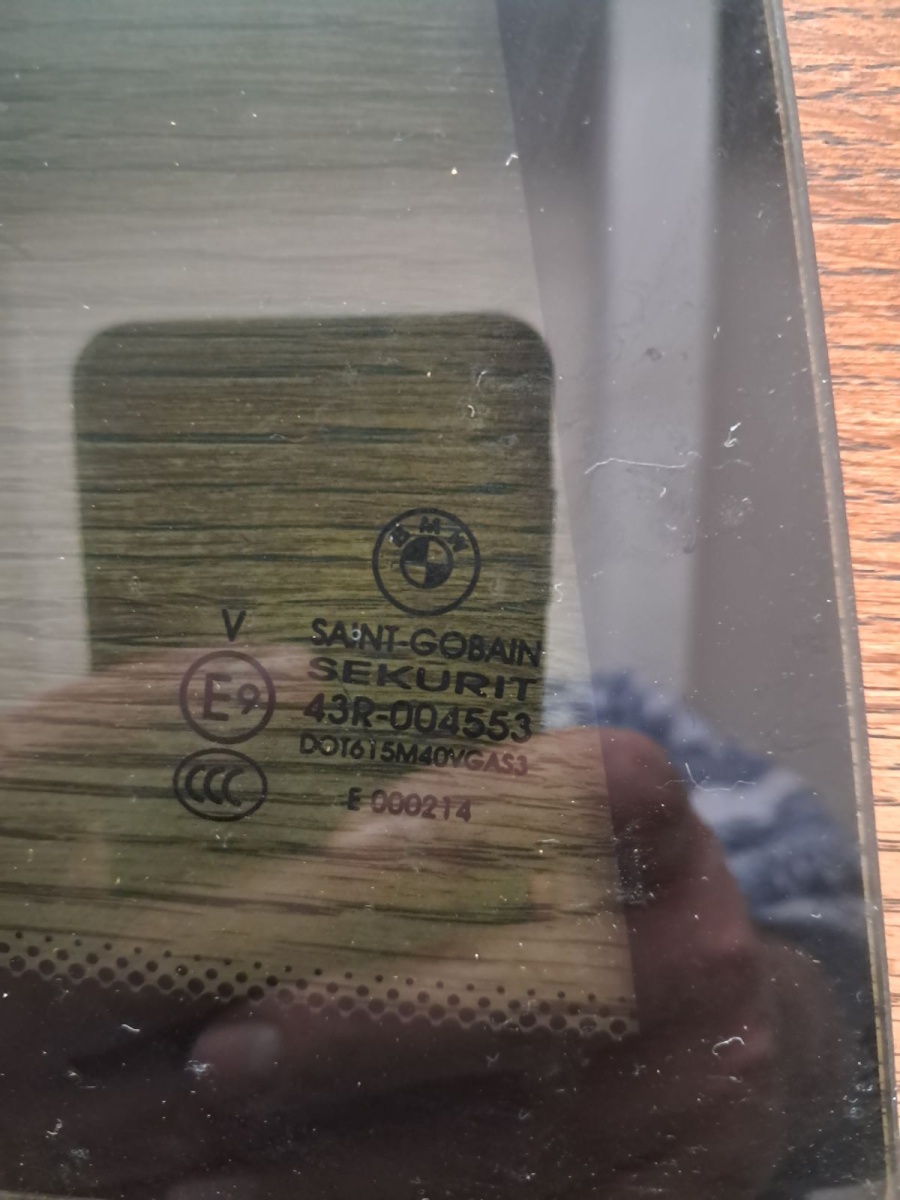 BMW
V
SAINT-GOBAIN
SEKURIT
E9
43R-004553
DOT615M40VGAS3
CCC
E 000214